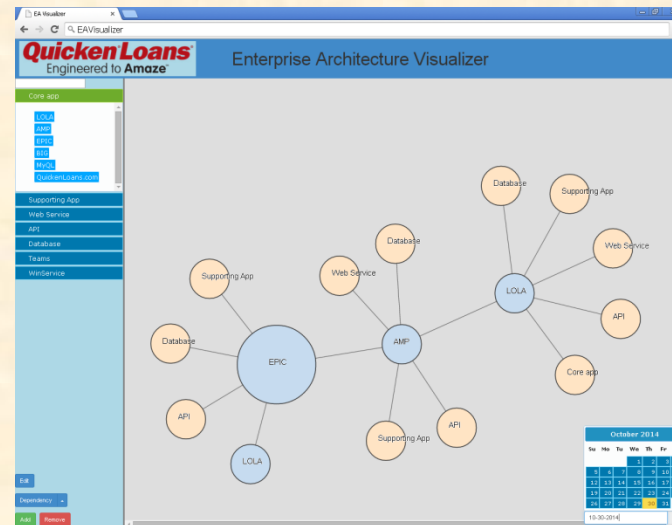 EA Visualizer
EAVisualizer
Quicken Loans
Engineered to Amaze
Enterprise Architecture Visualizer
Core app
LOLA
AMP
EPIC
BIG
MyQL
QuickenLoans.com
Supporting App
Web Service
API
Database
Teams
WinService
Database
Supporting App
Web Service
LOLA
API
Core app
Database
Web Service
AMP
API
Supporting App
Supporting App
Database
EPIC
API
LOLA
Edit
Dependency
Add Remove
October 2014
Su Mo Tu We Th Fr
1 2 3
5 6 7 8 9 10
12 13 14 15 16 17
19 20 21 22 23 24
26 27 28 29 30 31
10-30-2014